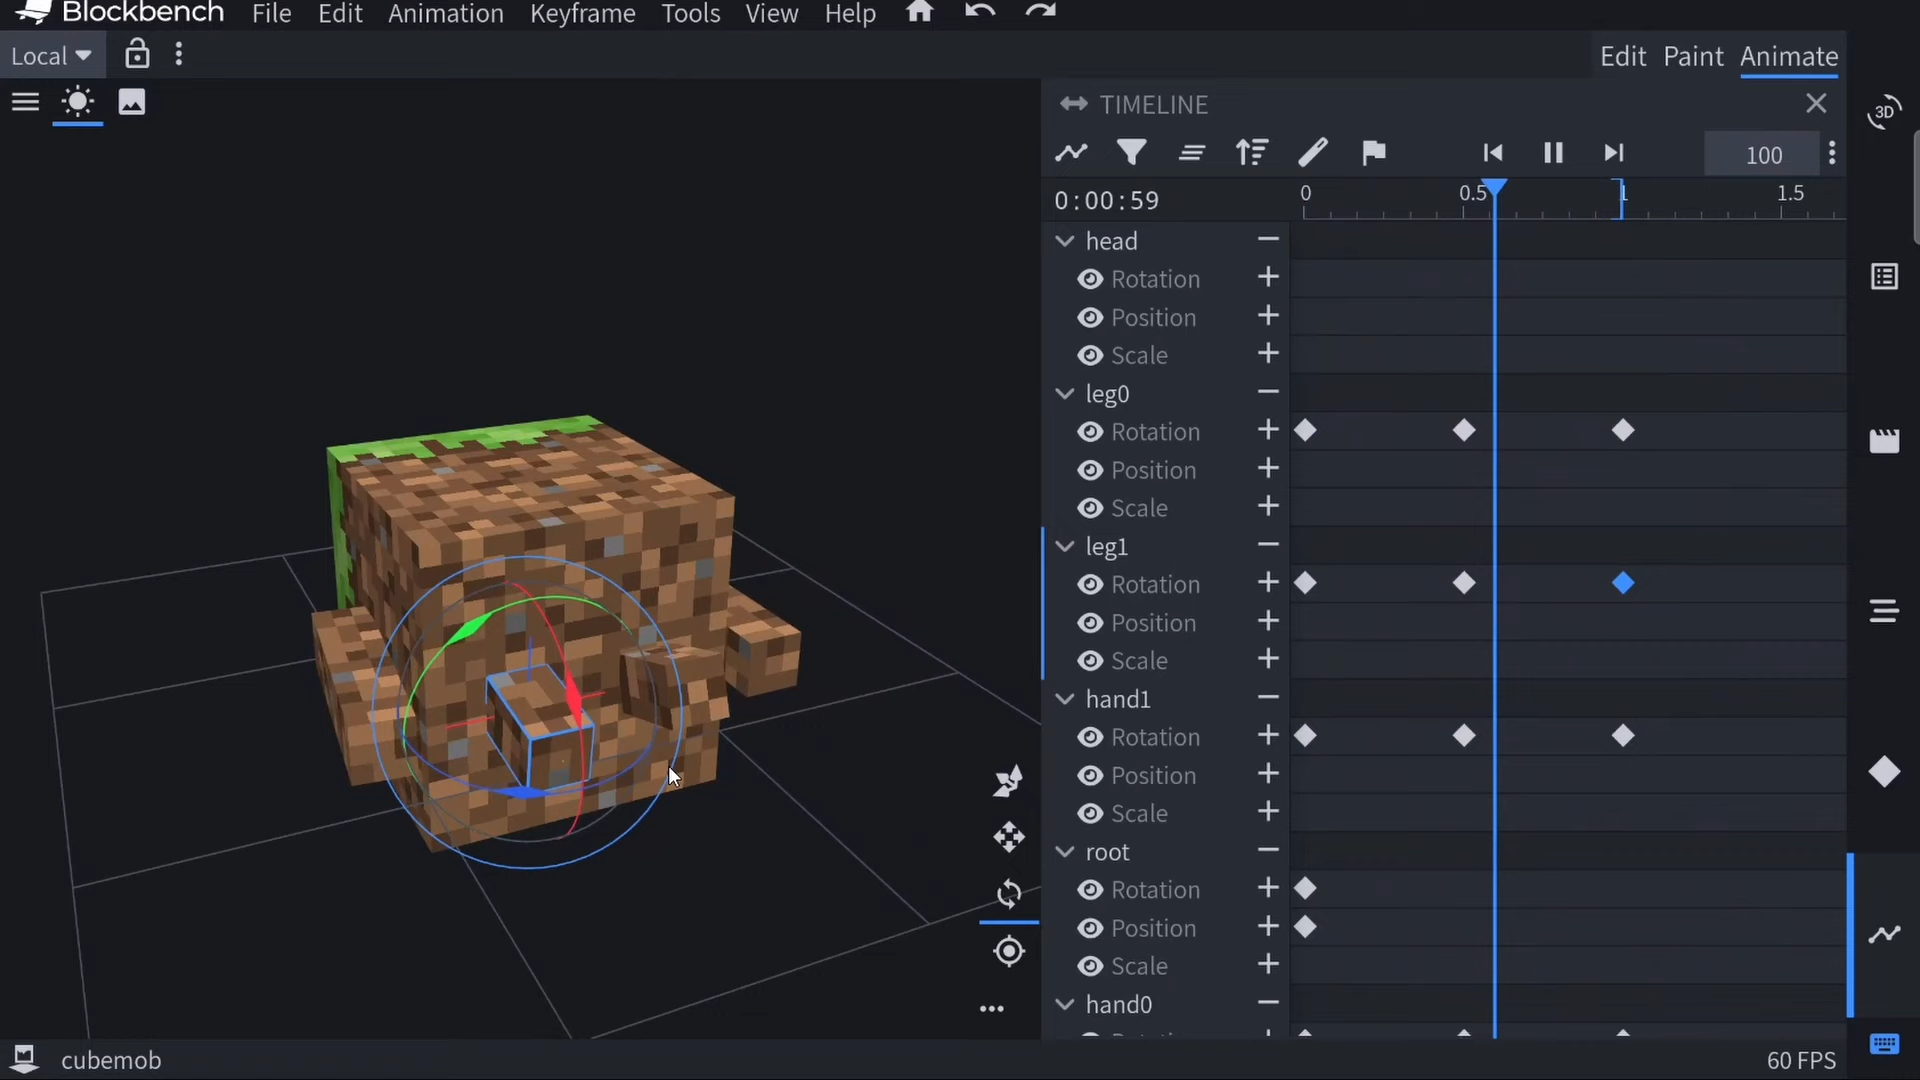 Blockbench File Edit Animation Keyframe Tools View Help
Local Edit Paint Animate
TIMELINE
3D
100
0:00:59 0 0.5 1 1.5
head
Rotation
Position
Scale
leg0
Rotation
Position
Scale
leg1
Rotation
Position
Scale
hand1
Rotation
Position
Scale
root
Rotation
Position
Scale
hand0
cubemob 60 FPS